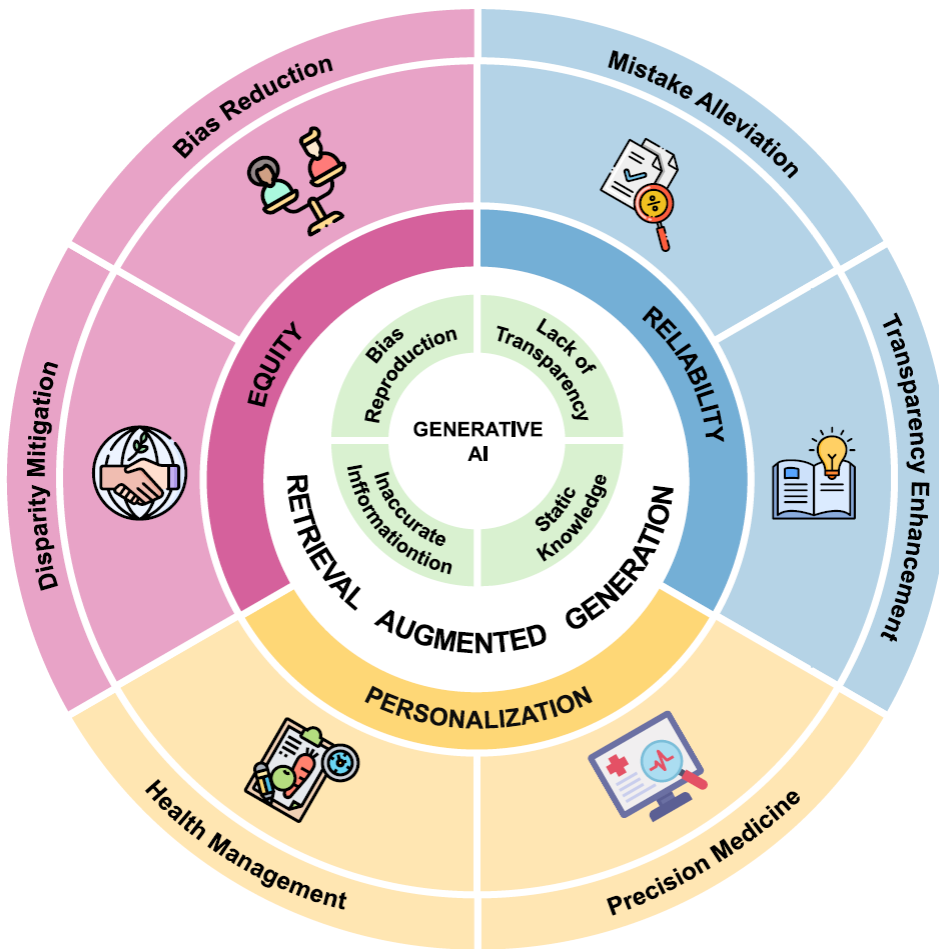 Bias Reduction
Mistake Alleviation
Disparity Mitigation
Transparency Enhancement
Health Management
Precision Medicine
EQUITY
RELIABILITY
PERSONALIZATION
RETRIEVAL AUGMENTED GENERATION
Bias
Reproduction
Lack of
Transparency
Inaccurate
Infformationtion
Static
Knowledge
GENERATIVE
AI
%